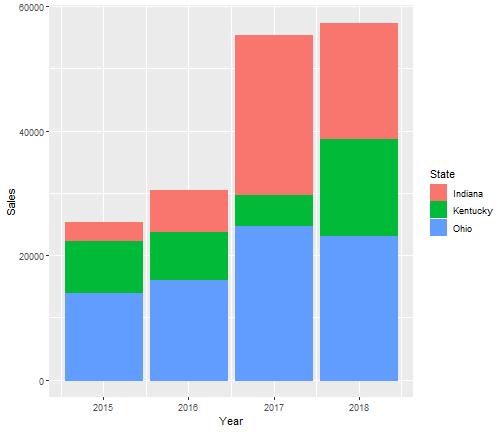 60000
40000
20000
0
Sales
2015 2016 2017 2018
Year
State
Indiana
Kentucky
Ohio